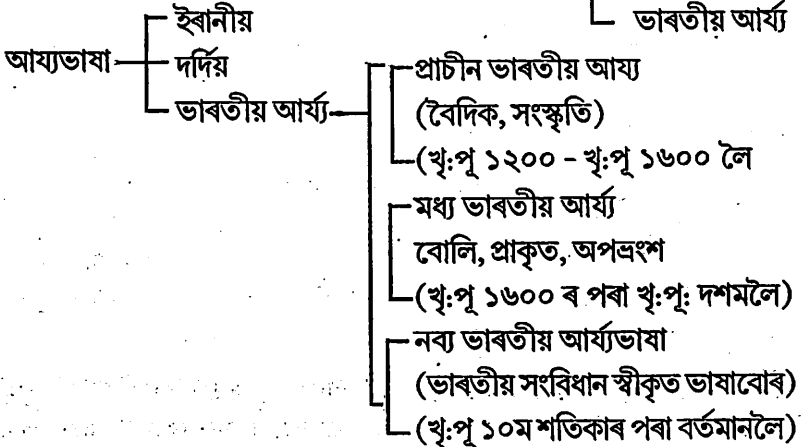 ভাৰতীয় আৰ্য্য
ইৰানীয়
আয্যভাষা
দৰ্দিয়
ভাৰতীয় আৰ্য্য
প্ৰাচীন ভাৰতীয় আয্য
(বৈদিক, সংস্কৃতি)
(খৃ:পূ ১২০০ - খৃ:পূ ১৬০০ লৈ
মধ্য ভাৰতীয় আৰ্য্য
বোলি, প্ৰাকৃত, অপভ্ৰংশ
(খৃ:পূ ১৬০০ ৰ পৰা খৃ:পূ: দশমলৈ)
নব্য ভাৰতীয় আৰ্য্যভাষা
(ভাৰতীয় সংবিধান স্বীকৃত ভাষাবোৰ)
(খৃ:পূ ১০ম শতিকাৰ পৰা বৰ্তমানলৈ)